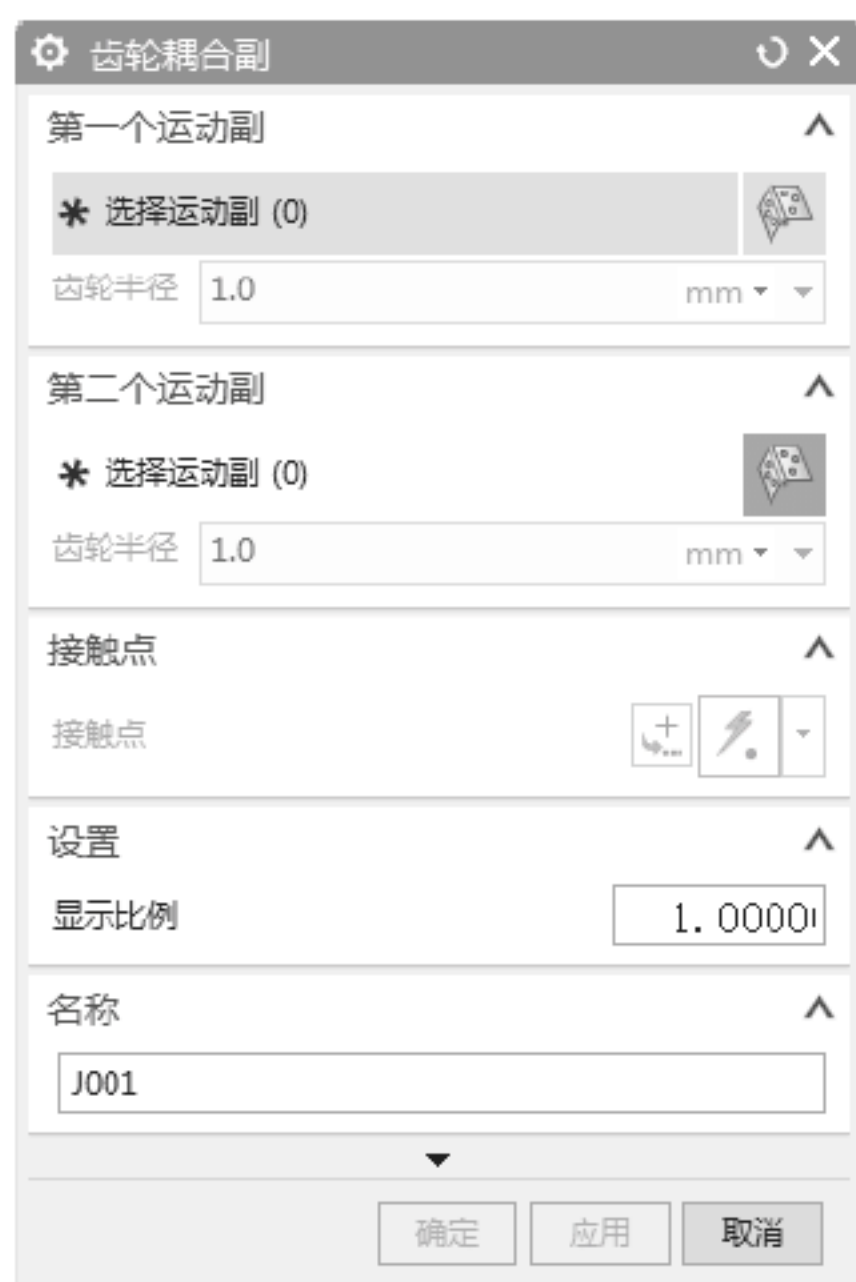 齿轮耦合副
第一个运动副
选择运动副 (0)
齿轮半径 1.0 mm
第二个运动副
选择运动副 (0)
齿轮半径 1.0 mm
接触点
接触点
设置
显示比例 1.0000
名称
J001
确定 应用 取消